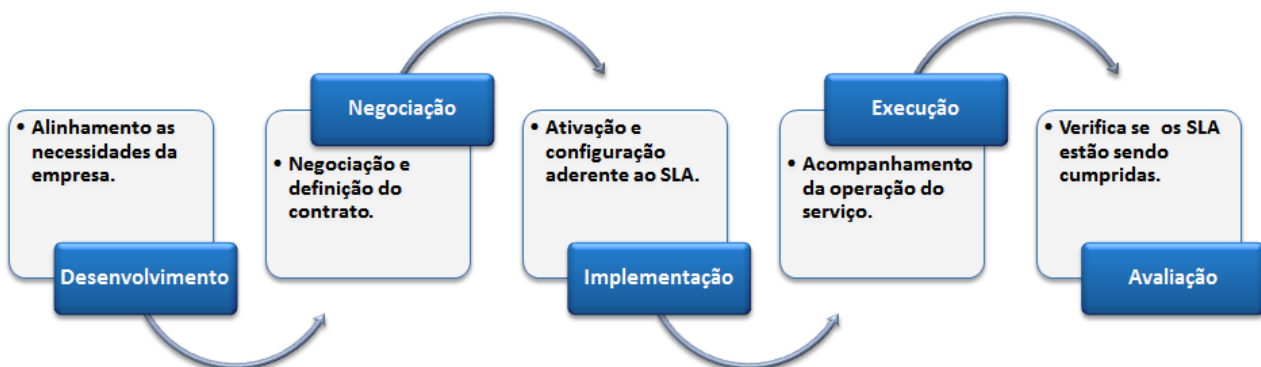 • Alinhamento as
necessidades da
empresa.
Desenvolvimento
Negociação
• Negociação e
definição do
contrato.
• Ativação e
configuração
aderente ao SLA.
Implementação
Execução
• Acompanhamento
da operação do
serviço.
• Verifica se os SLA
estão sendo
cumpridas.
Avaliação